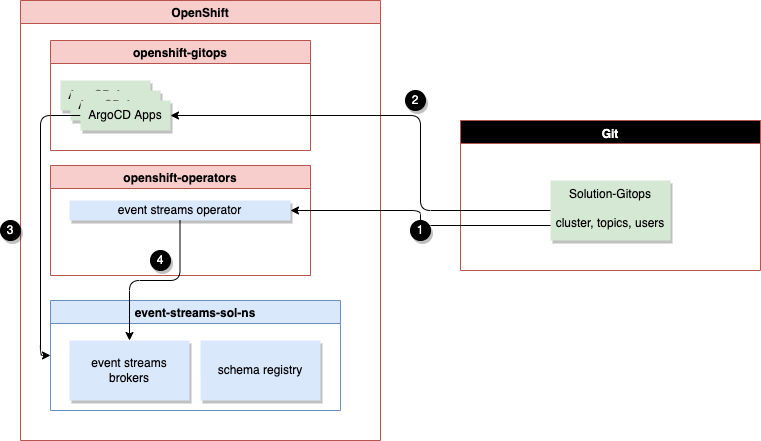 OpenShift
openshift-gitops
ArgoCD Apps
2
Git
openshift-operators
Solution-Gitops
cluster, topics, users
event streams operator
1
3
4
event-streams-sol-ns
event streams
brokers
schema registry